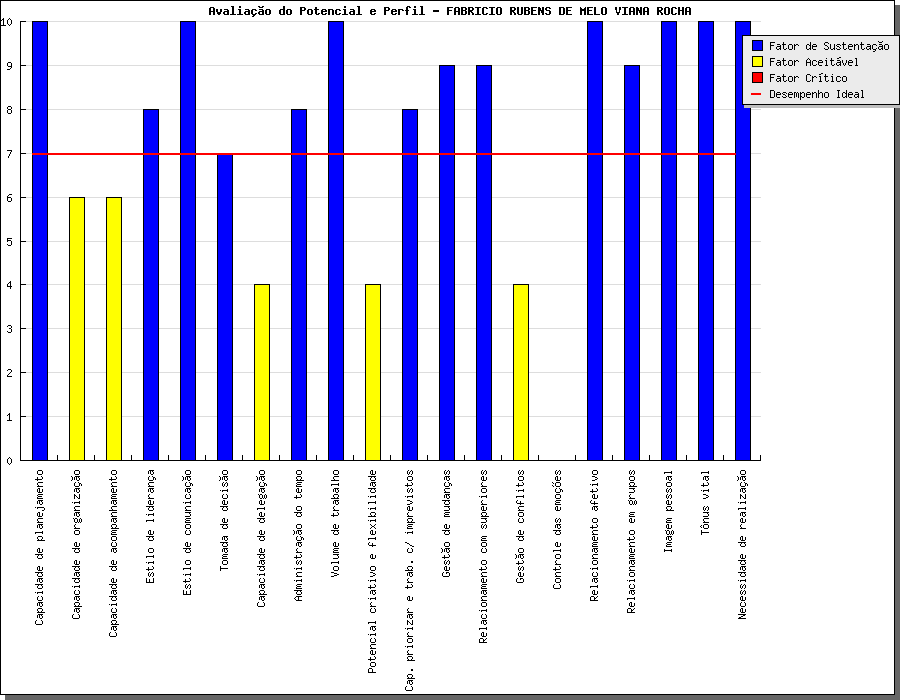 Avaliação do Potencial e Perfil - FABRICIO RUBENS DE MELO VIANA ROCHA
10
9
8
7
6
5
4
3
2
1
0
Fator de Sustentação
Fator Aceitável
Fator Crítico
Desempenho Ideal
Capacidade de planejamento
Capacidade de organização
Capacidade de acompanhamento
Estilo de liderança
Estilo de comunicação
Tomada de decisão
Capacidade de delegação
Administração do tempo
Volume de trabalho
Potencial criativo e flexibilidade
Cap. priorizar e trab. c/ imprevistos
Gestão de mudanças
Relacionamento com superiores
Gestão de conflitos
Controle das emoções
Relacionamento afetivo
Relacionamento em grupos
Imagem pessoal
Tônus vital
Necessidade de realização